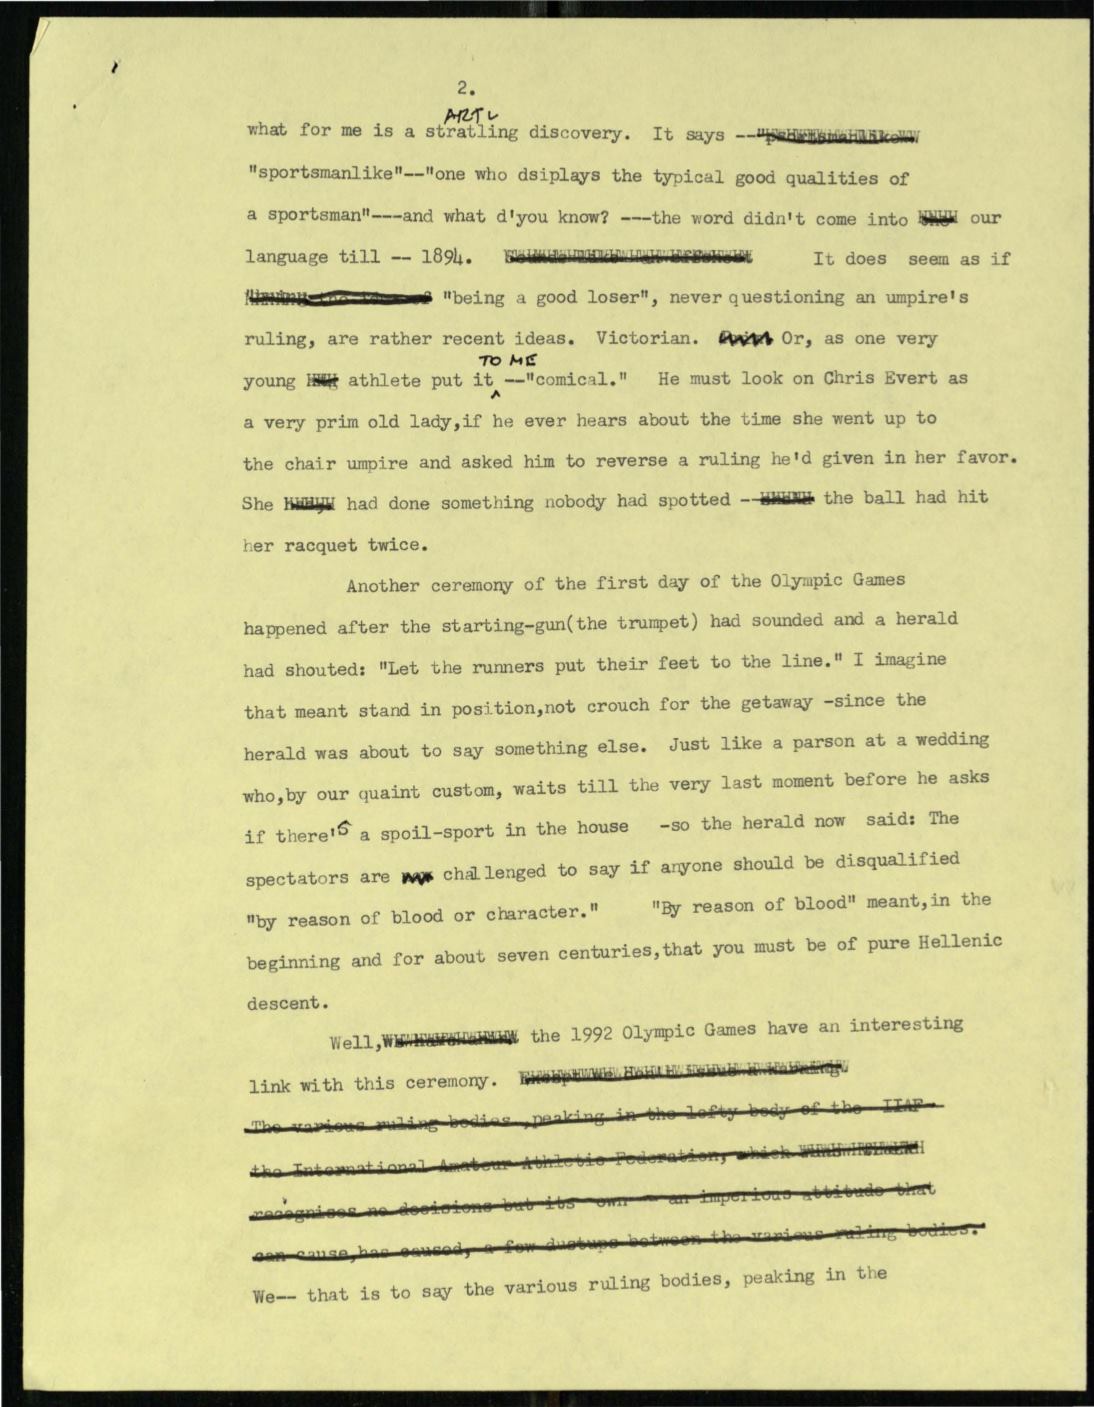 2.
ARTL
what for me is a stratling discovery. It says --
"sportsmanlike"--"one who dsiplays the typical good qualities of
a sportsman"---and what d'you know? ---the word didn't come into our
language till -- 1894. It does seem as if
"being a good loser", never questioning an umpire's
ruling, are rather recent ideas. Victorian. Or, as one very
TO ME
young athlete put it ^ --"comical." He must look on Chris Evert as
a very prim old lady,if he ever hears about the time she went up to
the chair umpire and asked him to reverse a ruling he'd given in her favor.
She had done something nobody had spotted -- the ball had hit
her racquet twice.
Another ceremony of the first day of the Olympic Games
happened after the starting-gun(the trumpet) had sounded and a herald
had shouted: "Let the runners put their feet to the line." I imagine
that meant stand in position,not crouch for the getaway -since the
herald was about to say something else. Just like a parson at a wedding
who,by our quaint custom, waits till the very last moment before he asks
if there's a spoil-sport in the house -so the herald now said: The
spectators are challenged to say if anyone should be disqualified
"by reason of blood or character." "By reason of blood" meant,in the
beginning and for about seven centuries,that you must be of pure Hellenic
descent.
Well, the 1992 Olympic Games have an interesting
link with this ceremony.
The various ruling bodies ,peaking in the lofty body of the IIAF-
the International Amateur Athletic Federation, which
recognises no decisions but its own -- an imperious attitude that
can cause,has caused, a few dustups between the various ruling bodies.
We-- that is to say the various ruling bodies, peaking in the